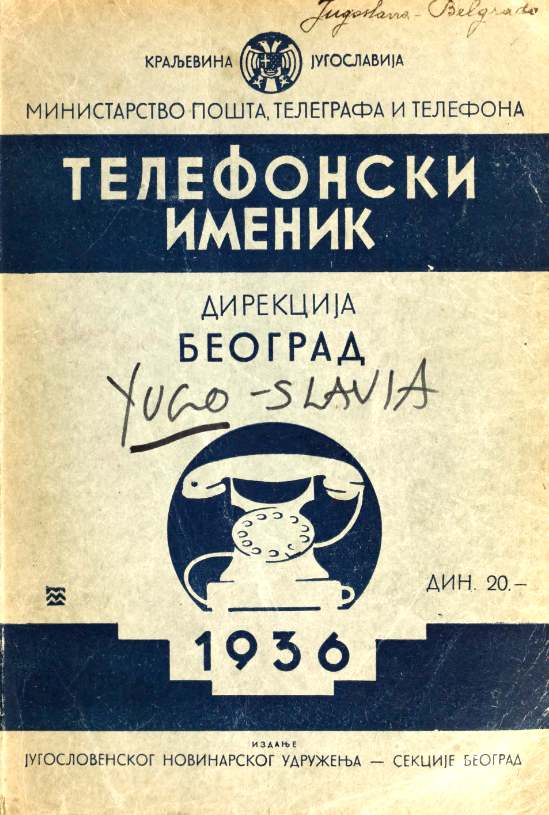 Jugoslavia - Belgrado
КРАЉЕВИНА ЈУГОСЛАВИЈА
МИНИСТАРСТВО ПОШТА, ТЕЛЕГРАФА И ТЕЛЕФОНА
ТЕЛЕФОНСКИ
ИМЕНИК
ДИРЕКЦИЈА
БЕОГРАД
YUGO-SLAVIA
ДИН. 20.-
1936
ИЗДАЊЕ
ЈУГОСЛОВЕНСКОГ НОВИНАРСКОГ УДРУЖЕЊА — СЕКЦИЈЕ БЕОГРАД